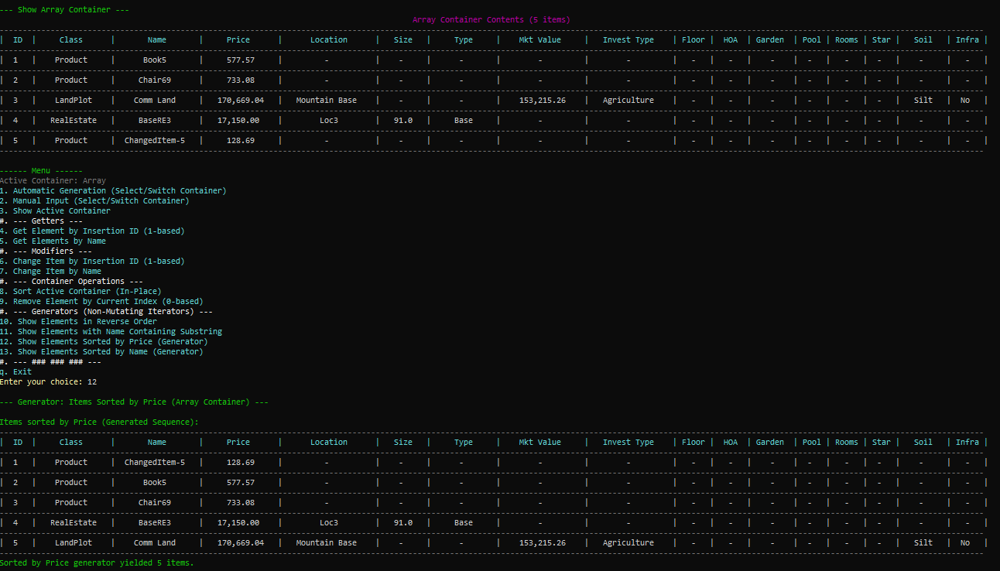 --- Show Array Container ---
Array Container Contents (5 items)
| ID | Class | Name | Price | Location | Size | Type | Mkt Value | Invest Type | Floor | HOA | Garden | Pool | Rooms | Star | Soil | Infra |
| 1 | Product | Book5 | 577.57 | - | - | - | - | - | - | - | - | - | - | - | - | - |
| 2 | Product | Chair69 | 733.08 | - | - | - | - | - | - | - | - | - | - | - | - | - |
| 3 | LandPlot | Comm Land | 170,669.04 | Mountain Base | - | - | 153,215.26 | Agriculture | - | - | - | - | - | - | Silt | No |
| 4 | RealEstate | BaseRE3 | 17,150.00 | Loc3 | 91.0 | Base | - | - | - | - | - | - | - | - | - | - |
| 5 | Product | ChangedItem-5 | 128.69 | - | - | - | - | - | - | - | - | - | - | - | - | - |
------ Menu ------
Active Container: Array
1. Automatic Generation (Select/Switch Container)
2. Manual Input (Select/Switch Container)
3. Show Active Container
#. --- Getters ---
4. Get Element by Insertion ID (1-based)
5. Get Elements by Name
#. --- Modifiers ---
6. Change Item by Insertion ID (1-based)
7. Change Item by Name
#. --- Container Operations ---
8. Sort Active Container (In-Place)
9. Remove Element by Current Index (0-based)
#. --- Generators (Non-Mutating Iterators) ---
10. Show Elements in Reverse Order
11. Show Elements with Name Containing Substring
12. Show Elements Sorted by Price (Generator)
13. Show Elements Sorted by Name (Generator)
#. --- ### ### ### ---
q. Exit
Enter your choice: 12
--- Generator: Items Sorted by Price (Array Container) ---
Items sorted by Price (Generated Sequence):
| ID | Class | Name | Price | Location | Size | Type | Mkt Value | Invest Type | Floor | HOA | Garden | Pool | Rooms | Star | Soil | Infra |
| 1 | Product | ChangedItem-5 | 128.69 | - | - | - | - | - | - | - | - | - | - | - | - | - |
| 2 | Product | Book5 | 577.57 | - | - | - | - | - | - | - | - | - | - | - | - | - |
| 3 | Product | Chair69 | 733.08 | - | - | - | - | - | - | - | - | - | - | - | - | - |
| 4 | RealEstate | BaseRE3 | 17,150.00 | Loc3 | 91.0 | Base | - | - | - | - | - | - | - | - | - | - |
| 5 | LandPlot | Comm Land | 170,669.04 | Mountain Base | - | - | 153,215.26 | Agriculture | - | - | - | - | - | - | Silt | No |
Sorted by Price generator yielded 5 items.